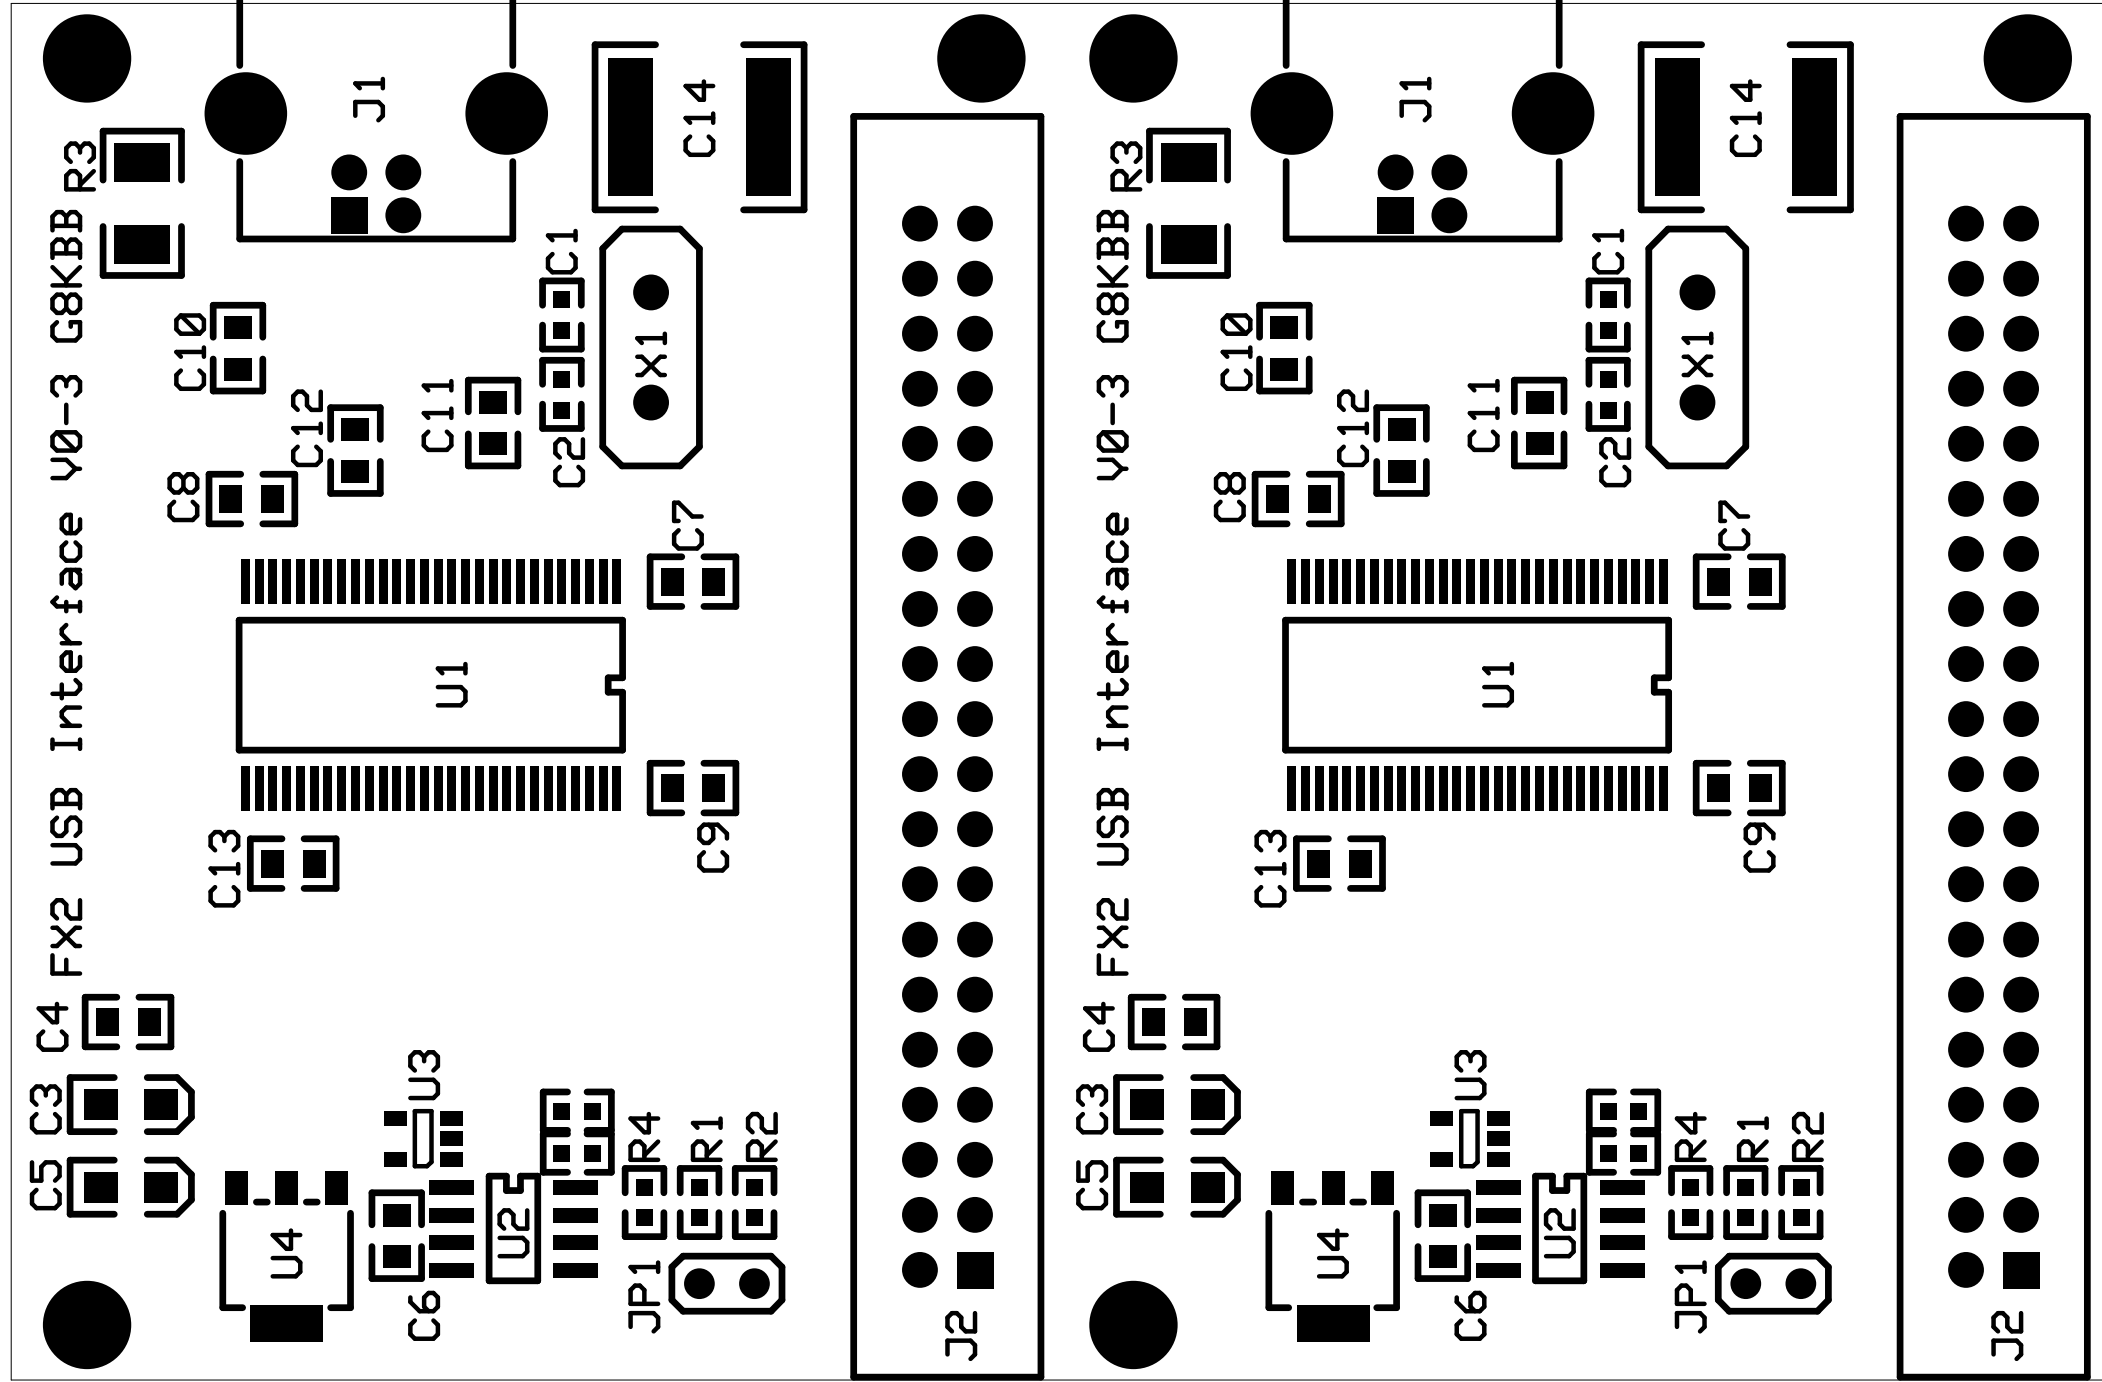 J1
C14
R3
C1
C10
X1
C12
C11
C2
C8
C7
FX2 USB Interface V0-3 G8KBB
U1
C9
C13
C4
U3
C3
R4
R1
R2
C5
U2
U4
JP1
C6
J2
J1
C14
R3
C1
C10
X1
C12
C11
C2
C8
C7
FX2 USB Interface V0-3 G8KBB
U1
C9
C13
C4
U3
C3
R4
R1
R2
C5
U2
U4
JP1
C6
J2